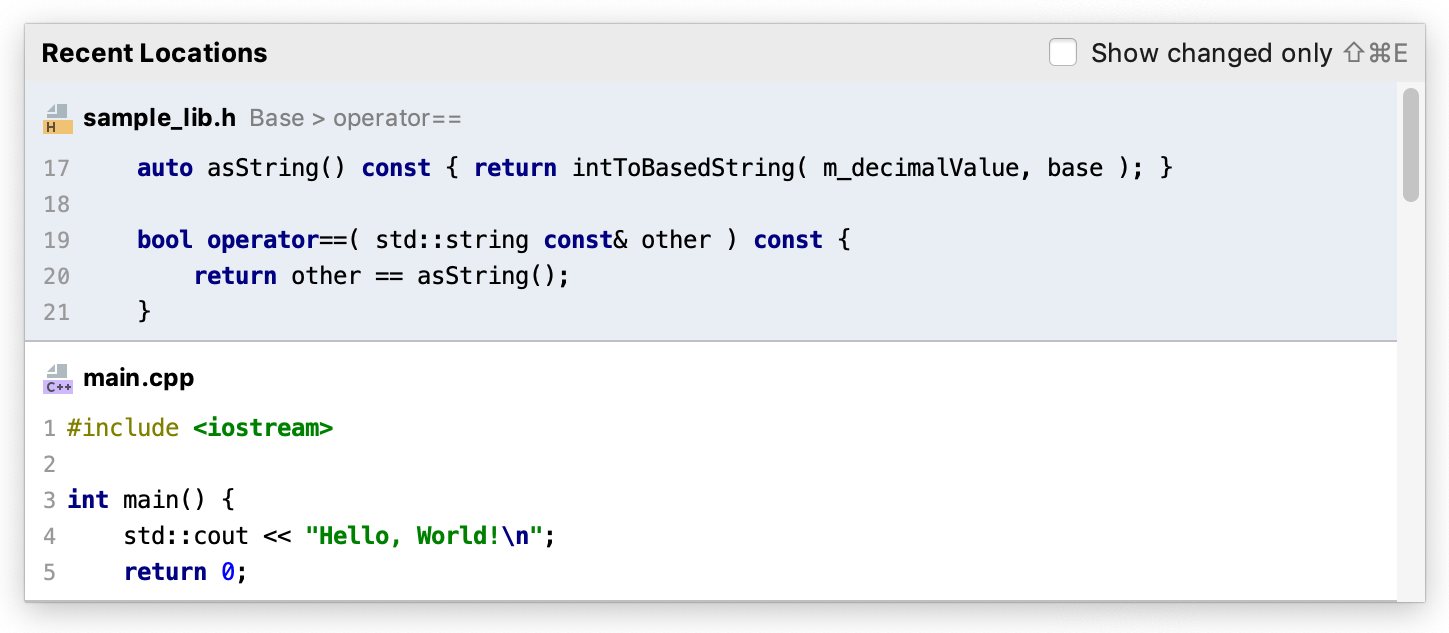 Recent Locations Show changed only ⇧⌘E
H sample_lib.h Base > operator==
17 auto asString() const { return intToBasedString( m_decimalValue, base ); }
18
19 bool operator==( std::string const& other ) const {
20 return other == asString();
21 }
C++ main.cpp
1 #include <iostream>
2
3 int main() {
4 std::cout << "Hello, World!\n";
5 return 0;